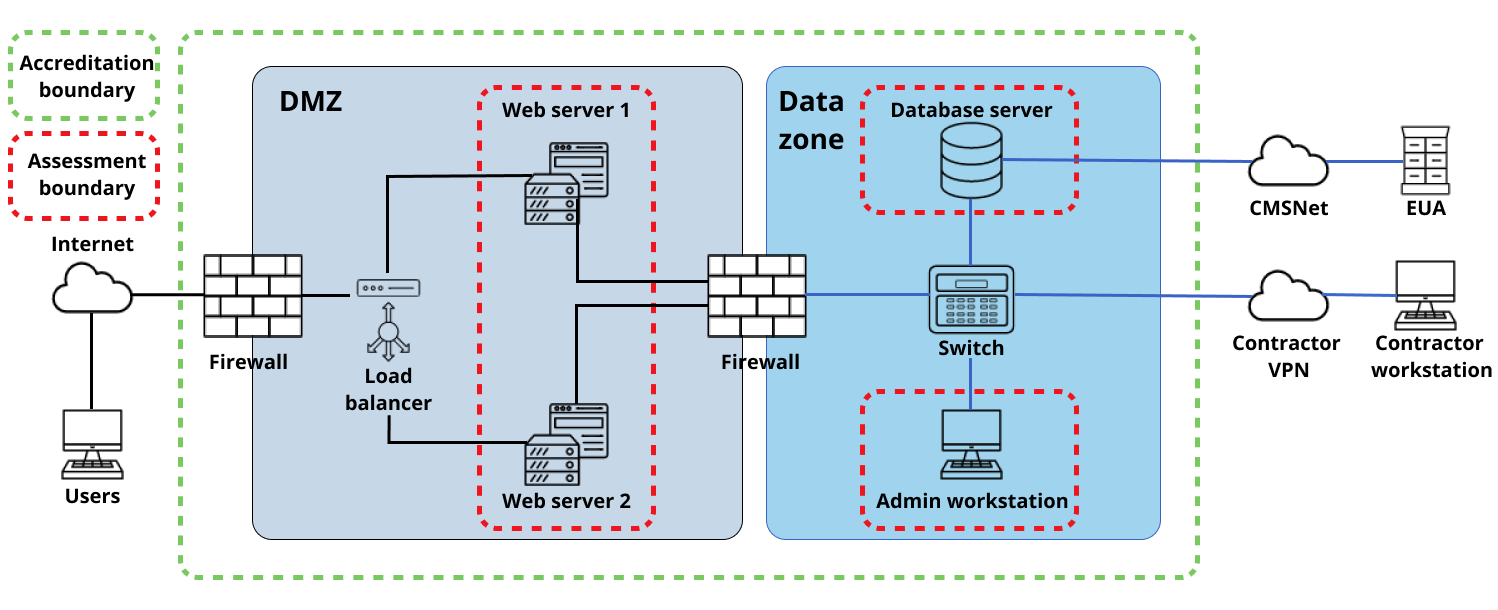 Accreditation
boundary
Assessment
boundary
Internet
Users
Firewall
DMZ
Load
balancer
Web server 1
Web server 2
Firewall
Data
zone
Database server
Switch
Admin workstation
CMSNet
EUA
Contractor
VPN
Contractor
workstation